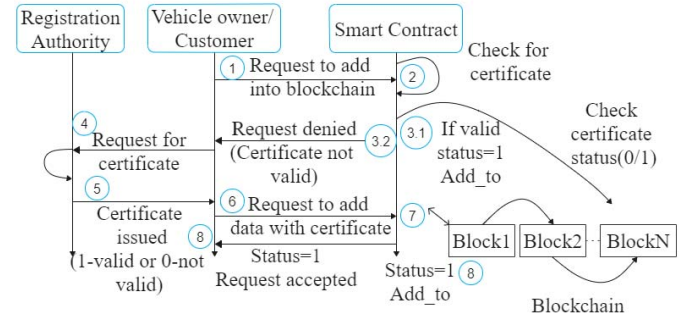 Registration
Authority
Vehicle owner/
Customer
Smart Contract
1
Request to add
into blockchain
2
Check for
certificate
4
Request for
certificate
Request denied
(Certificate not
valid)
3.2
3.1
If valid
status=1
Add_to
Check
certificate
status(0/1)
5
Certificate
issued
(1-valid or 0-not
valid)
6
Request to add
data with certificate
7
8
Status=1
Request accepted
Status=1
Add_to
8
Block1
Block2
BlockN
Blockchain